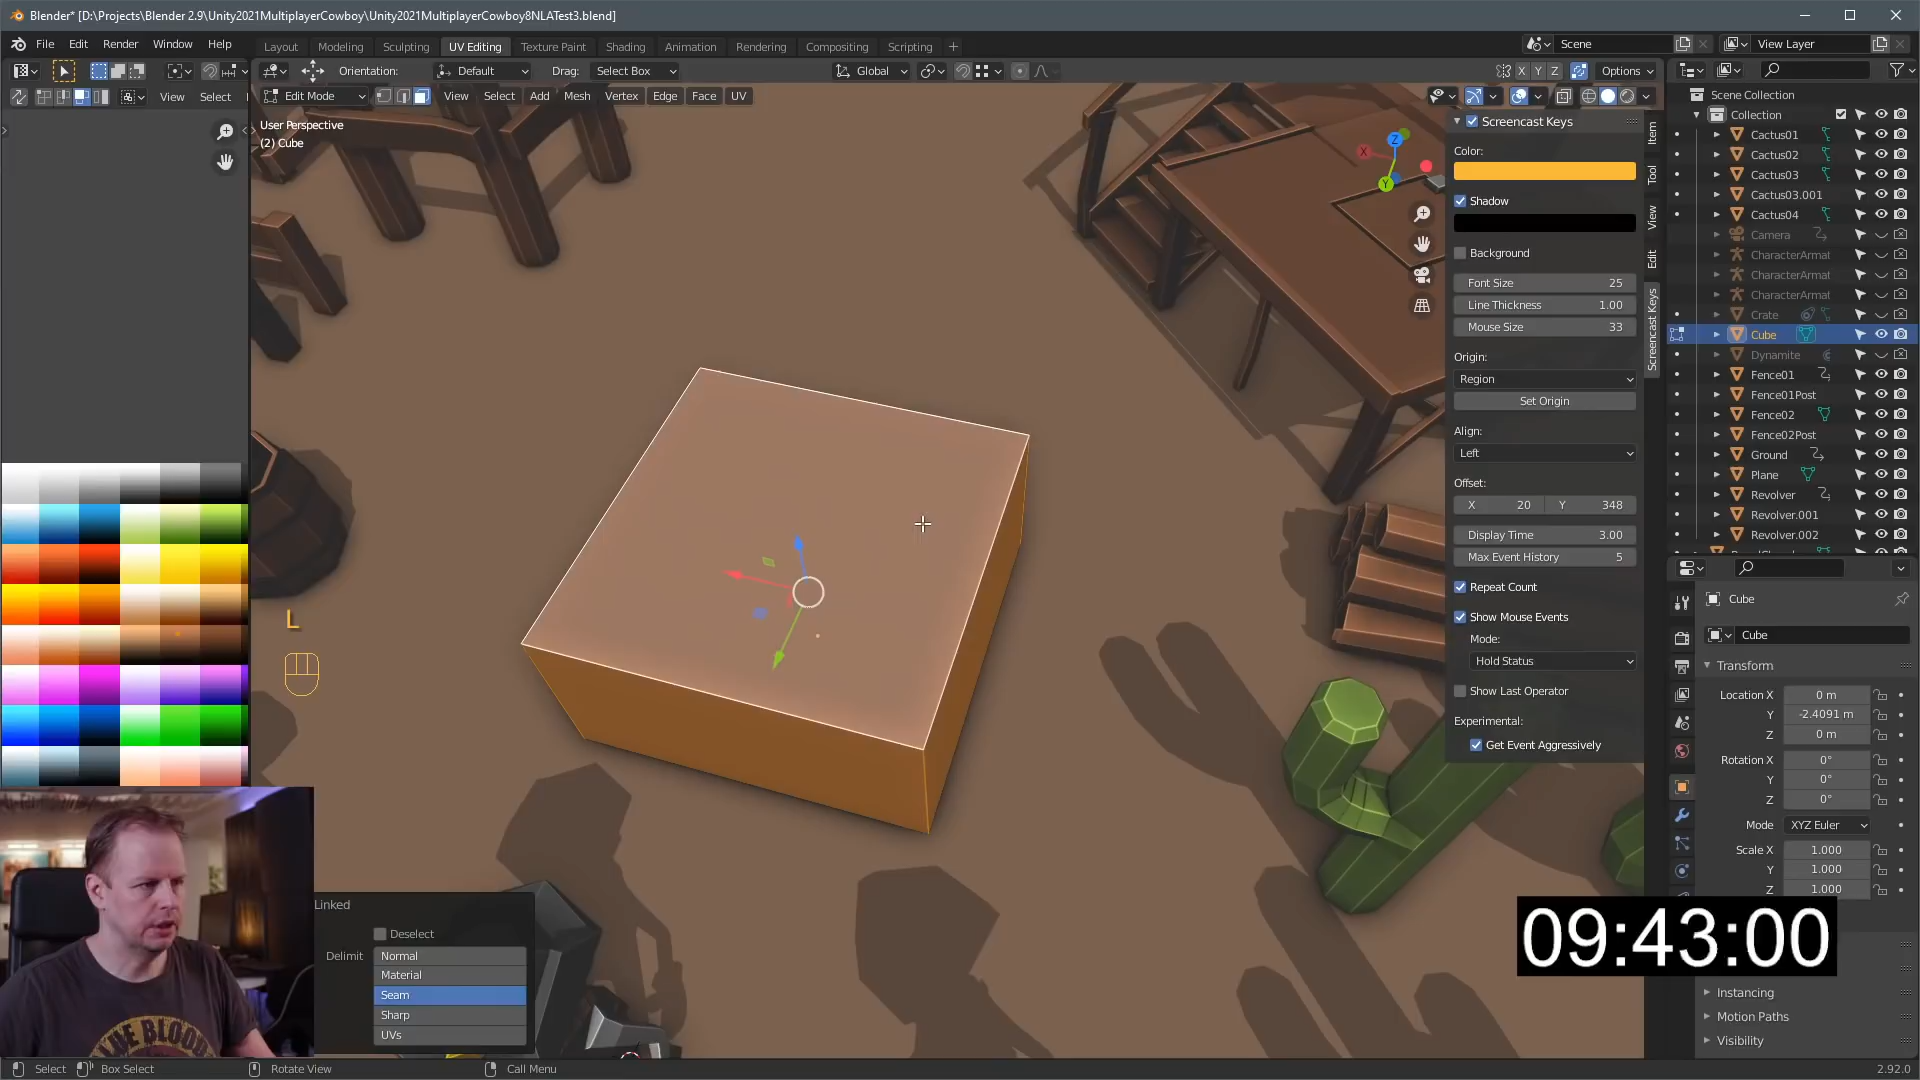 Blender* [D:\Projects\Blender 2.9\Unity2021MultiplayerCowboy\Unity2021MultiplayerCowboy8NLATest3.blend]
File Edit Render Window Help
Layout Modeling Sculpting UV Editing Texture Paint Shading Animation Rendering Compositing Scripting +
Scene
View Layer
Orientation: Default Drag: Select Box
Global
X Y Z Options
View Select
Edit Mode View Select Add Mesh Vertex Edge Face UV
User Perspective
(2) Cube
Screencast Keys
Color:
Shadow
Background
Font Size 25
Line Thickness 1.00
Mouse Size 33
Origin:
Region
Set Origin
Align:
Left
Offset:
X 20 Y 348
Display Time 3.00
Max Event History 5
Repeat Count
Show Mouse Events
Mode:
Hold Status
Show Last Operator
Experimental:
Get Event Aggressively
Item
Tool
View
Edit
Screencast Keys
X
Y
Z
Scene Collection
Collection
Cactus01
Cactus02
Cactus03
Cactus03.001
Cactus04
Camera
CharacterArmat
CharacterArmat
CharacterArmat
Crate
Cube
Dynamite
Fence01
Fence01Post
Fence02
Fence02Post
Ground
Plane
Revolver
Revolver.001
Revolver.002
Cube
Cube
Transform
Location X 0 m
Y -2.4091 m
Z 0 m
Rotation X 0°
Y 0°
Z 0°
Mode XYZ Euler
Scale X 1.000
Y 1.000
Z 1.000
Instancing
Motion Paths
Visibility
L
Linked
Deselect
Delimit Normal
Material
Seam
Sharp
UVs
09:43:00
Select Box Select Rotate View Call Menu
2.92.0